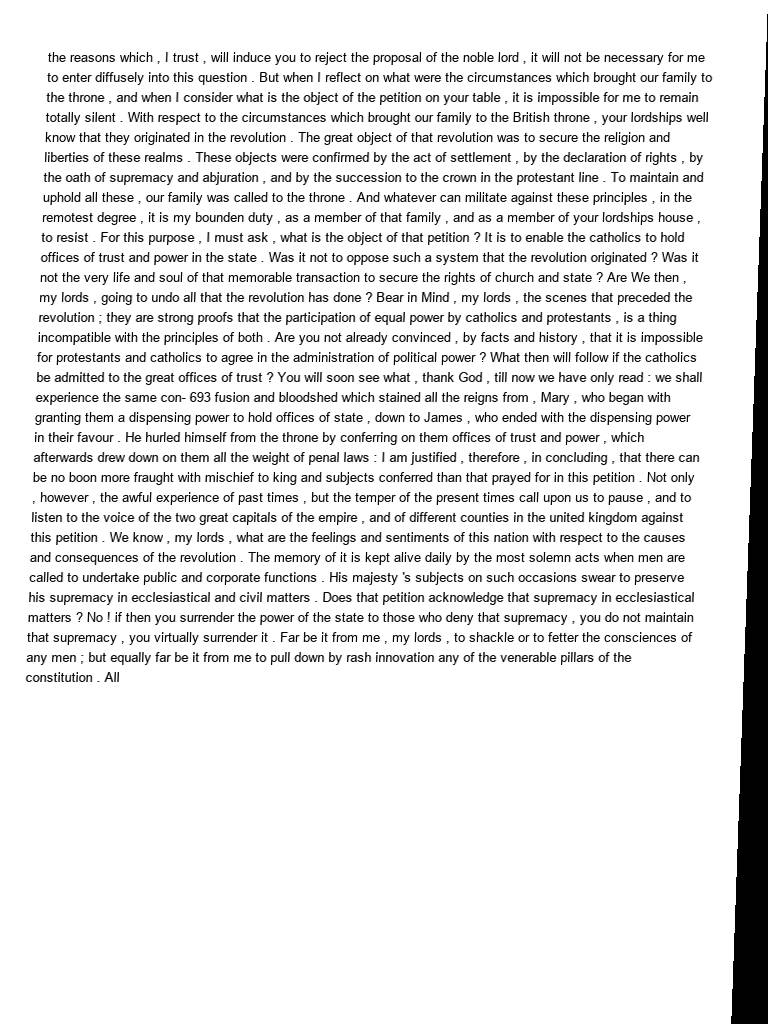 the reasons which , I trust , will induce you to reject the proposal of the noble lord , it will not be necessary for me
to enter diffusely into this question . But when I reflect on what were the circumstances which brought our family to
the throne , and when I consider what is the object of the petition on your table , it is impossible for me to remain
totally silent . With respect to the circumstances which brought our family to the British throne , your lordships well
know that they originated in the revolution . The great object of that revolution was to secure the religion and
liberties of these realms . These objects were confirmed by the act of settlement , by the declaration of rights , by
the oath of supremacy and abjuration , and by the succession to the crown in the protestant line . To maintain and
uphold all these , our family was called to the throne . And whatever can militate against these principles , in the
remotest degree , it is my bounden duty , as a member of that family , and as a member of your lordships house ,
to resist . For this purpose , I must ask , what is the object of that petition ? It is to enable the catholics to hold
offices of trust and power in the state . Was it not to oppose such a system that the revolution originated ? Was it
not the very life and soul of that memorable transaction to secure the rights of church and state ? Are We then ,
my lords , going to undo all that the revolution has done ? Bear in Mind , my lords , the scenes that preceded the
revolution ; they are strong proofs that the participation of equal power by catholics and protestants , is a thing
incompatible with the principles of both . Are you not already convinced , by facts and history , that it is impossible
for protestants and catholics to agree in the administration of political power ? What then will follow if the catholics
be admitted to the great offices of trust ? You will soon see what , thank God , till now we have only read : we shall
experience the same con- 693 fusion and bloodshed which stained all the reigns from , Mary , who began with
granting them a dispensing power to hold offices of state , down to James , who ended with the dispensing power
in their favour . He hurled himself from the throne by conferring on them offices of trust and power , which
afterwards drew down on them all the weight of penal laws : I am justified , therefore , in concluding , that there can
be no boon more fraught with mischief to king and subjects conferred than that prayed for in this petition . Not only
, however , the awful experience of past times , but the temper of the present times call upon us to pause , and to
listen to the voice of the two great capitals of the empire , and of different counties in the united kingdom against
this petition . We know , my lords , what are the feelings and sentiments of this nation with respect to the causes
and consequences of the revolution . The memory of it is kept alive daily by the most solemn acts when men are
called to undertake public and corporate functions . His majesty 's subjects on such occasions swear to preserve
his supremacy in ecclesiastical and civil matters . Does that petition acknowledge that supremacy in ecclesiastical
matters ? No ! if then you surrender the power of the state to those who deny that supremacy , you do not maintain
that supremacy , you virtually surrender it . Far be it from me , my lords , to shackle or to fetter the consciences of
any men ; but equally far be it from me to pull down by rash innovation any of the venerable pillars of the
constitution . All